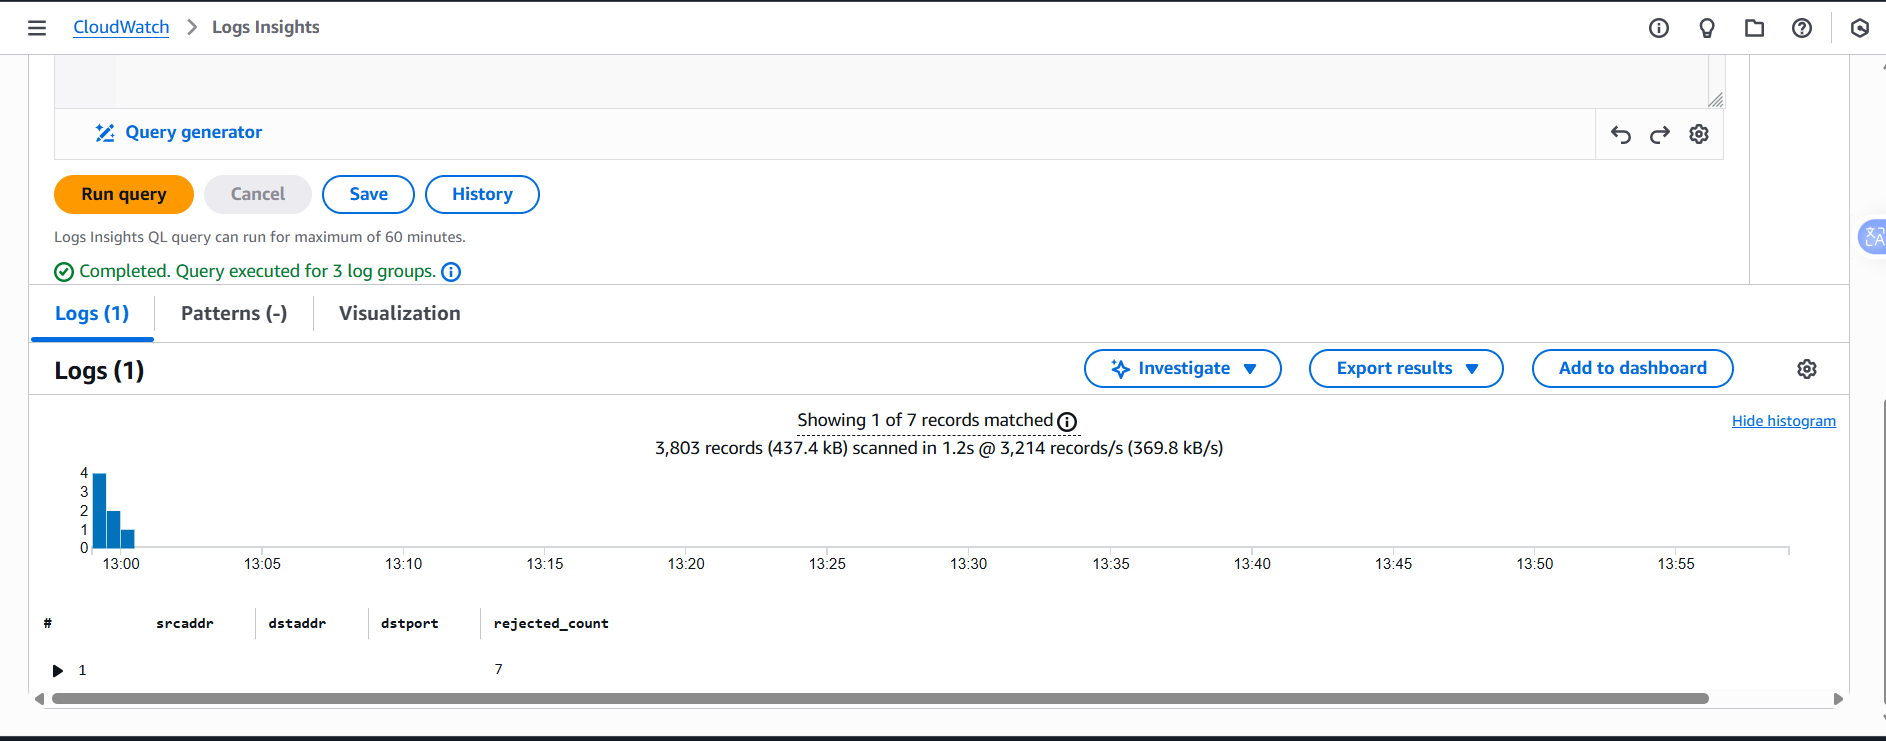 CloudWatch > Logs Insights
Query generator
Run query Cancel Save History
Logs Insights QL query can run for maximum of 60 minutes.
Completed. Query executed for 3 log groups.
Logs (1) Patterns (-) Visualization
Logs (1) Investigate Export results Add to dashboard
Showing 1 of 7 records matched
Hide histogram
3,803 records (437.4 kB) scanned in 1.2s @ 3,214 records/s (369.8 kB/s)
4
3
2
1
0
13:00 13:05 13:10 13:15 13:20 13:25 13:30 13:35 13:40 13:45 13:50 13:55
# srcaddr dstaddr dstport rejected_count
1 7